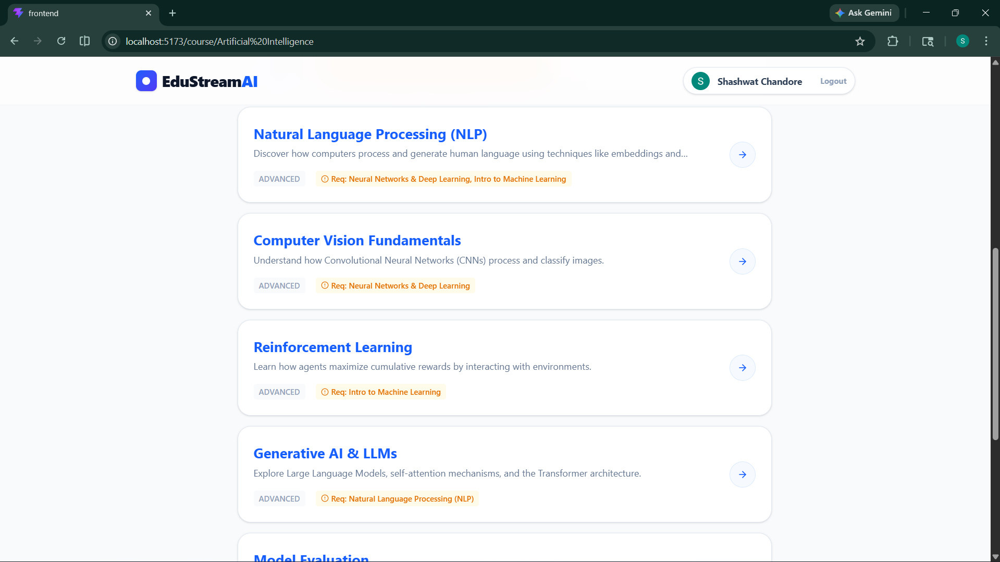 frontend
Ask Gemini
localhost:5173/course/Artificial%20Intelligence
S
EduStreamAI
S Shashwat Chandore Logout
Natural Language Processing (NLP)
Discover how computers process and generate human language using techniques like embeddings and...
ADVANCED Req: Neural Networks & Deep Learning, Intro to Machine Learning
Computer Vision Fundamentals
Understand how Convolutional Neural Networks (CNNs) process and classify images.
ADVANCED Req: Neural Networks & Deep Learning
Reinforcement Learning
Learn how agents maximize cumulative rewards by interacting with environments.
ADVANCED Req: Intro to Machine Learning
Generative AI & LLMs
Explore Large Language Models, self-attention mechanisms, and the Transformer architecture.
ADVANCED Req: Natural Language Processing (NLP)
Model Evaluation